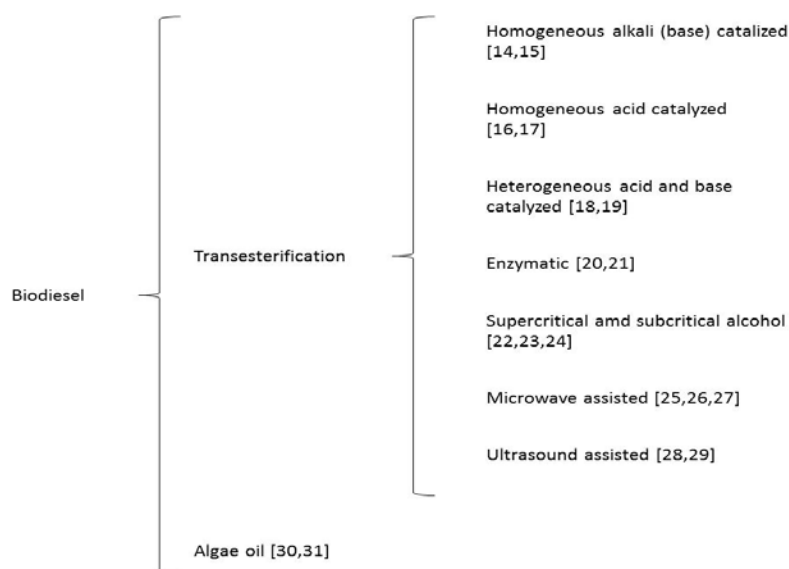 Biodiesel
Transesterification
Homogeneous alkali (base) catalized
[14,15]
Homogeneous acid catalyzed
[16,17]
Heterogeneous acid and base
catalyzed [18,19]
Enzymatic [20,21]
Supercritical amd subcritical alcohol
[22,23,24]
Microwave assisted [25,26,27]
Ultrasound assisted [28,29]
Algae oil [30,31]